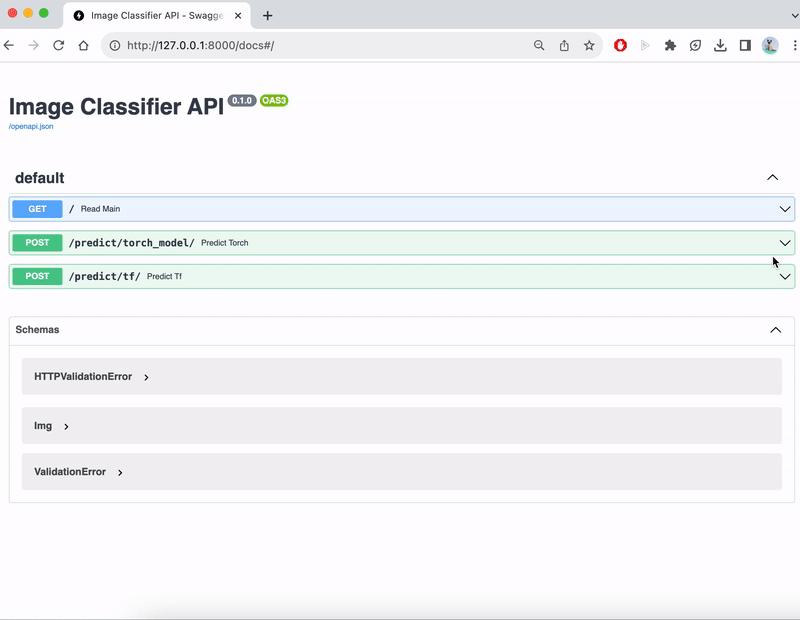 Image Classifier API - Swagge
http://127.0.0.1:8000/docs#/
Image Classifier API 0.1.0 OAS3
/openapi.json
default
GET / Read Main
POST /predict/torch_model/ Predict Torch
POST /predict/tf/ Predict Tf
Schemas
HTTPValidationError
Img
ValidationError